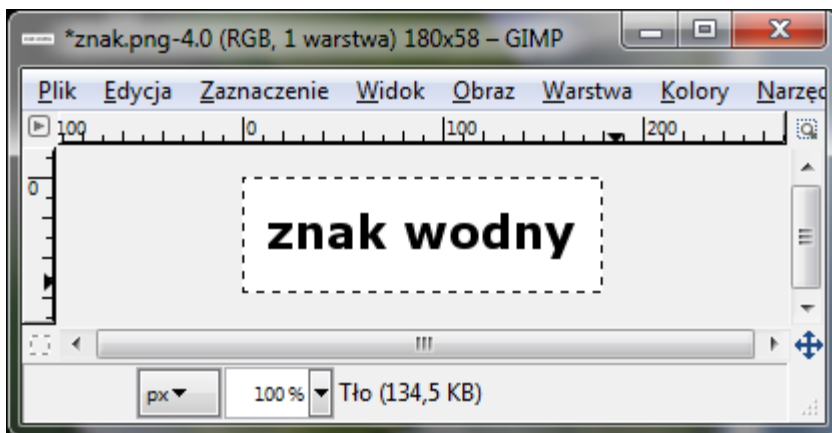 *znak.png-4.0 (RGB, 1 warstwa) 180x58 – GIMP
Plik Edycja Zaznaczenie Widok Obraz Warstwa Kolory Narzęd
100 0 100 200
0
znak wodny
px 100 % Tło (134,5 KB)